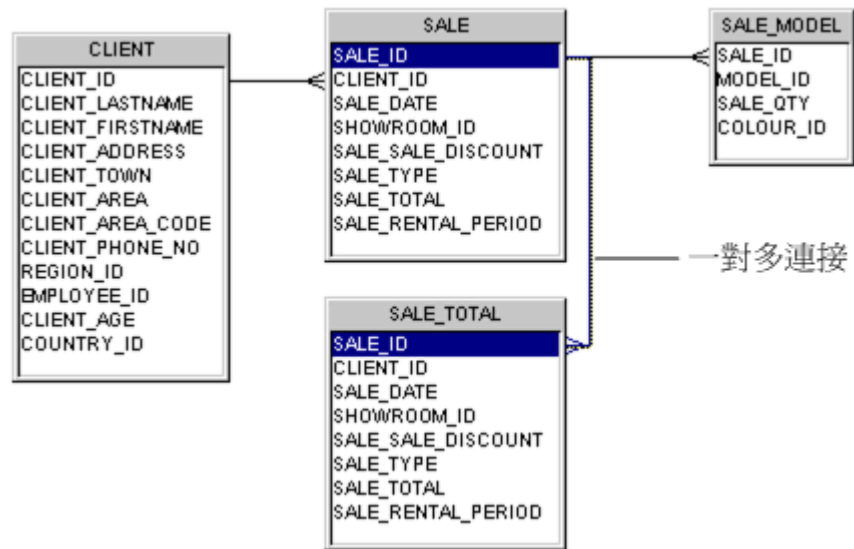 CLIENT
CLIENT_ID
CLIENT_LASTNAME
CLIENT_FIRSTNAME
CLIENT_ADDRESS
CLIENT_TOWN
CLIENT_AREA
CLIENT_AREA_CODE
CLIENT_PHONE_NO
REGION_ID
EMPLOYEE_ID
CLIENT_AGE
COUNTRY_ID
SALE
SALE_ID
CLIENT_ID
SALE_DATE
SHOWROOM_ID
SALE_SALE_DISCOUNT
SALE_TYPE
SALE_TOTAL
SALE_RENTAL_PERIOD
SALE_MODEL
SALE_ID
MODEL_ID
SALE_QTY
COLOUR_ID
一對多連接
SALE_TOTAL
SALE_ID
CLIENT_ID
SALE_DATE
SHOWROOM_ID
SALE_SALE_DISCOUNT
SALE_TYPE
SALE_TOTAL
SALE_RENTAL_PERIOD